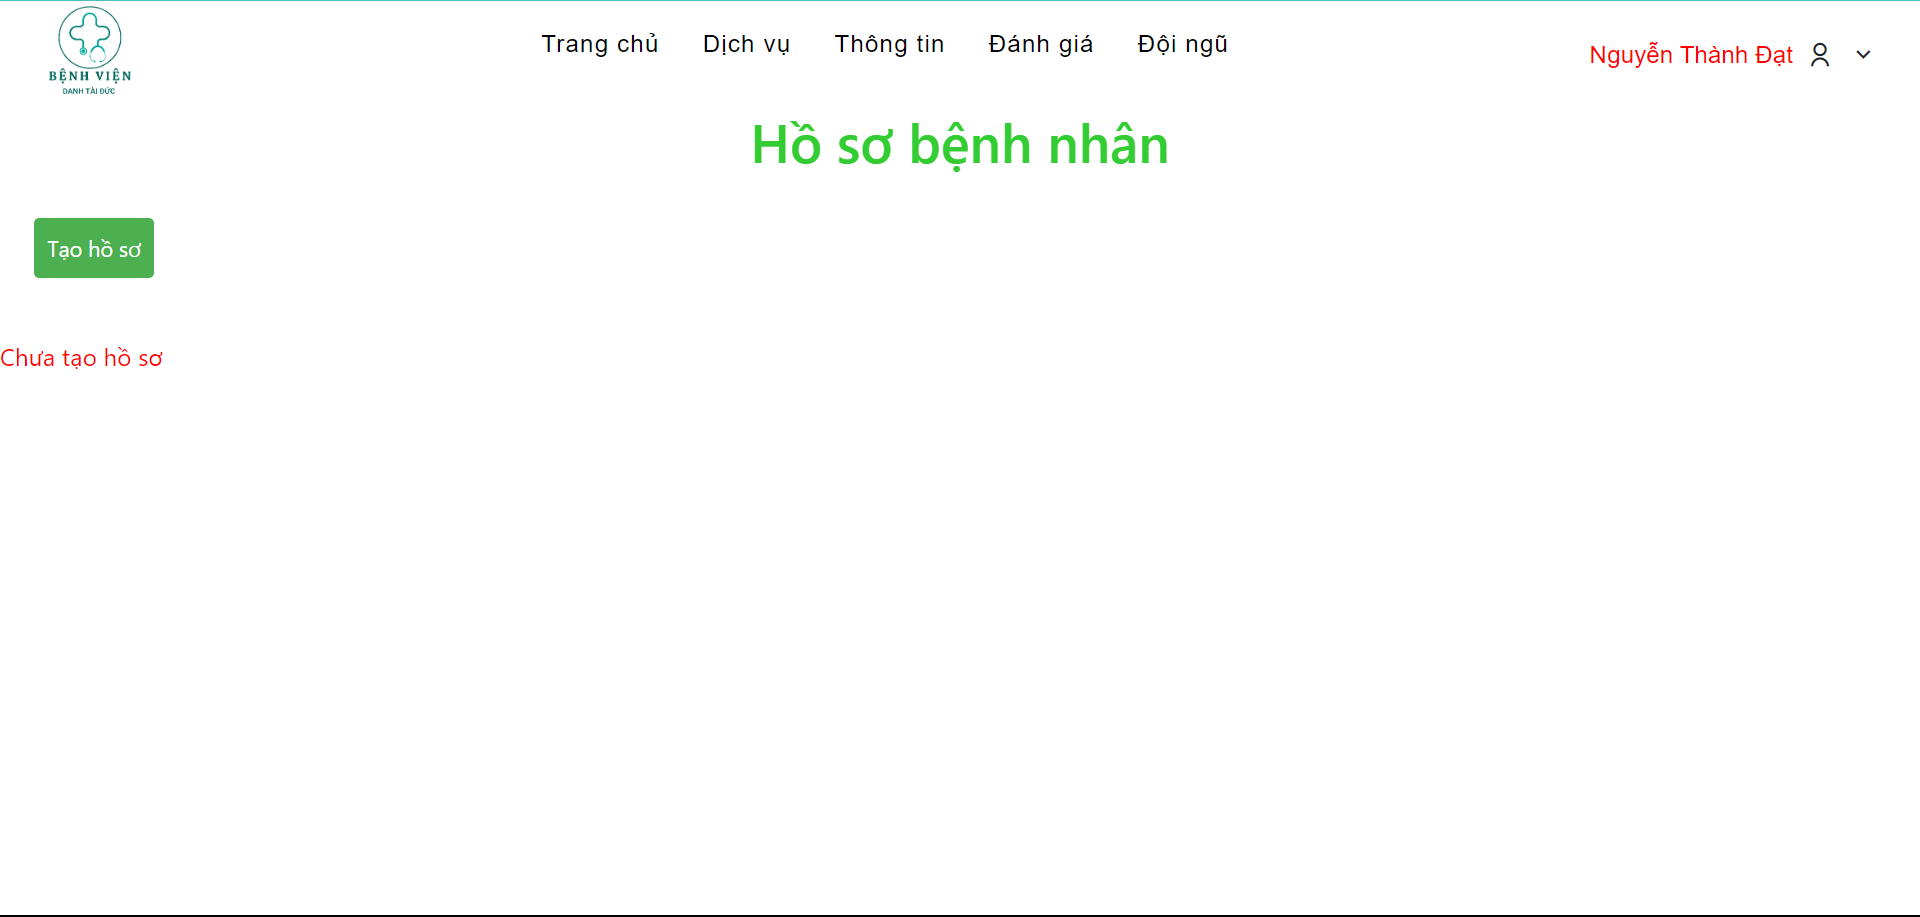 BỆNH VIỆN
DANH TÀI ĐỨC
Trang chủ Dịch vụ Thông tin Đánh giá Đội ngũ
Nguyễn Thành Đạt
Hồ sơ bệnh nhân
Tạo hồ sơ
Chưa tạo hồ sơ